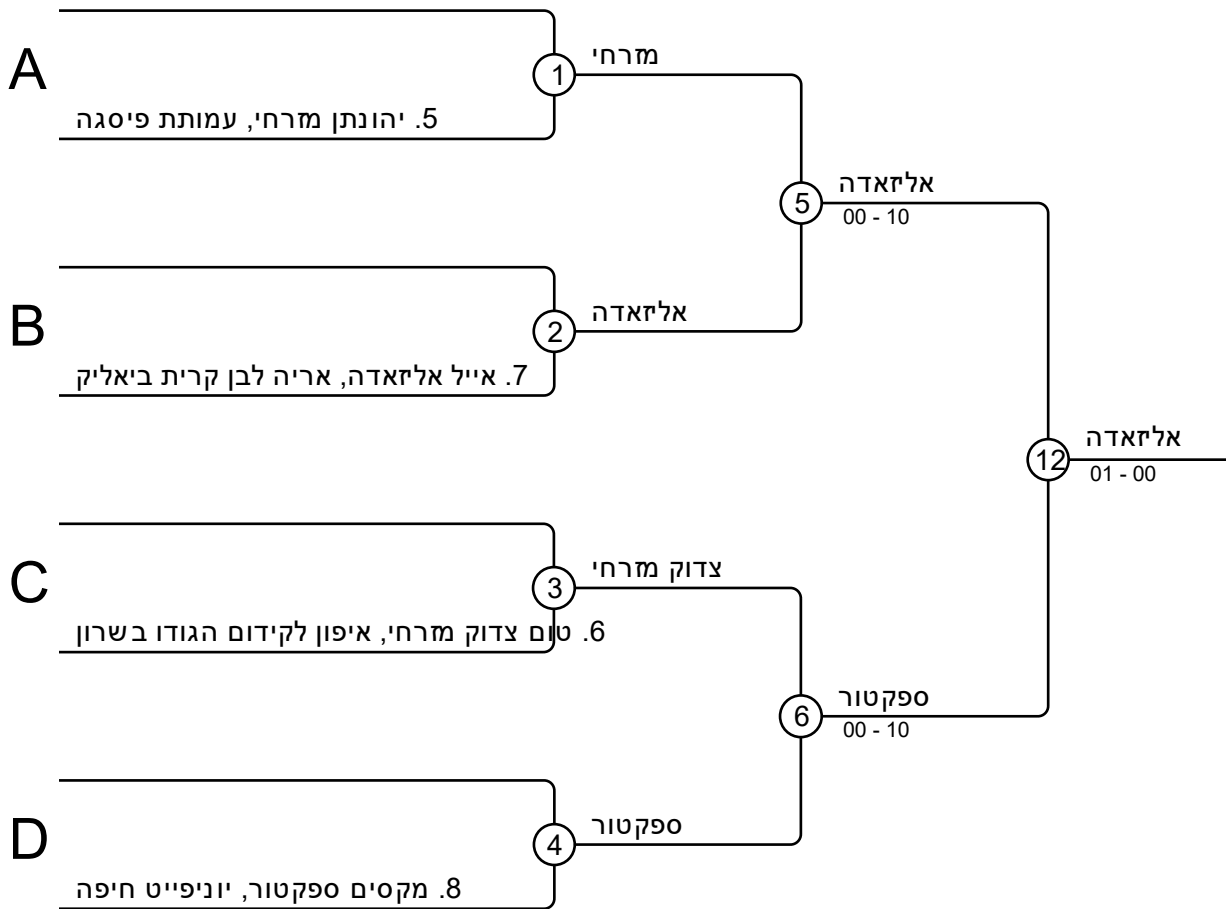 A
1
מזרחי
5. יהונתן מזרחי, עמותת פיסגה
5
אליזאדה
00 - 10
B
2
אליזאדה
7. אייל אליזאדה, אריה לבן קרית ביאליק
12
אליזאדה
01 - 00
C
3
צדוק מזרחי
6. טום צדוק מזרחי, איפון לקידום הגודו בשרון
6
ספקטור
00 - 10
D
4
ספקטור
8. מקסים ספקטור, יוניפייט חיפה